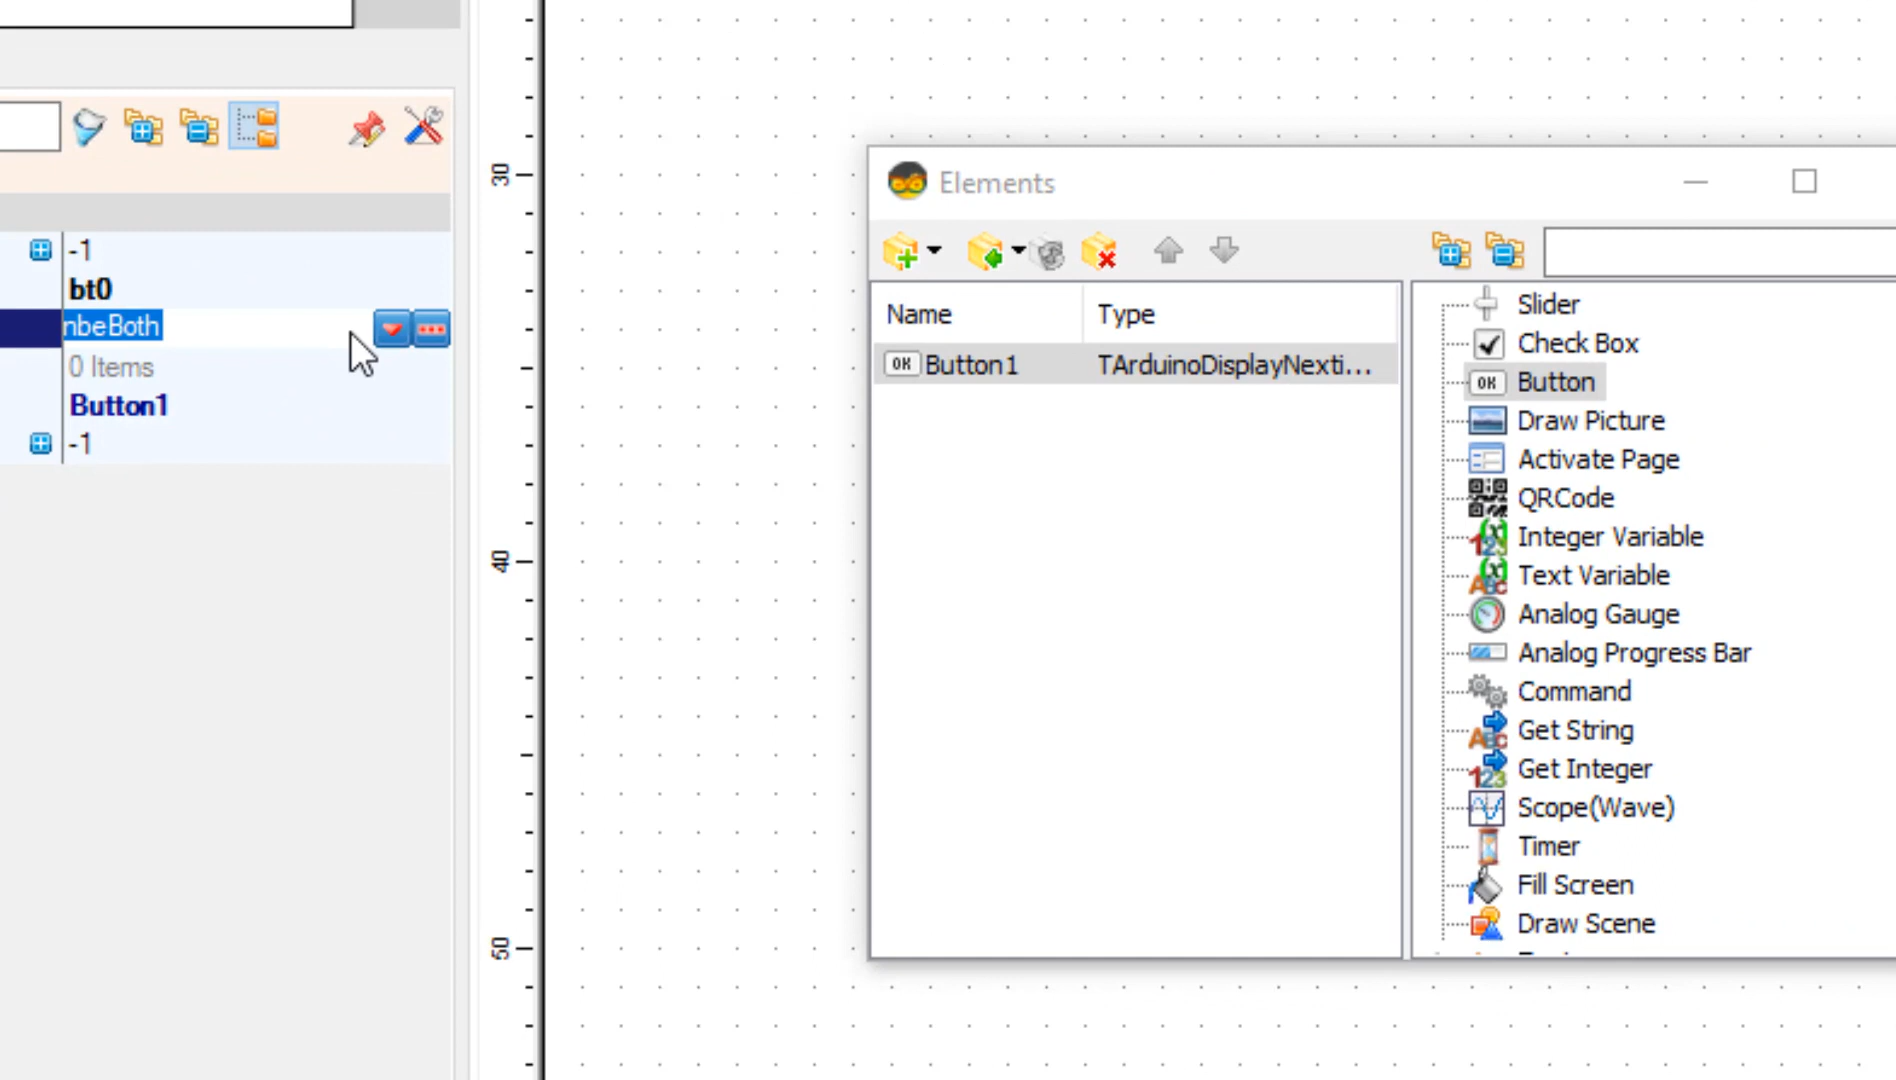 -1
bt0
nbeBoth
0 Items
Button1
-1
30
40
50
Elements
Name Type
Button1 TArduinoDisplayNexti...
Slider
Check Box
Button
Draw Picture
Activate Page
QRCode
Integer Variable
Text Variable
Analog Gauge
Analog Progress Bar
Command
Get String
Get Integer
Scope(Wave)
Timer
Fill Screen
Draw Scene